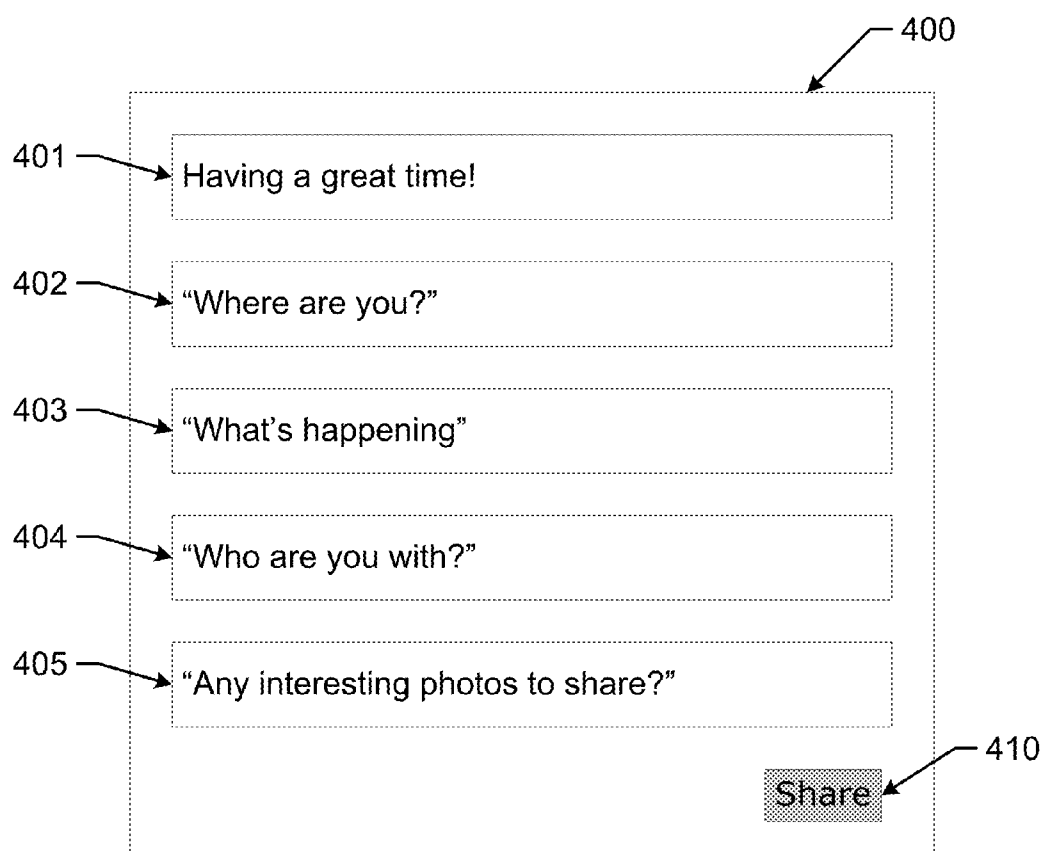 400
401 Having a great time!
402 “Where are you?”
403 “What’s happening”
404 “Who are you with?”
405 “Any interesting photos to share?”
Share 410